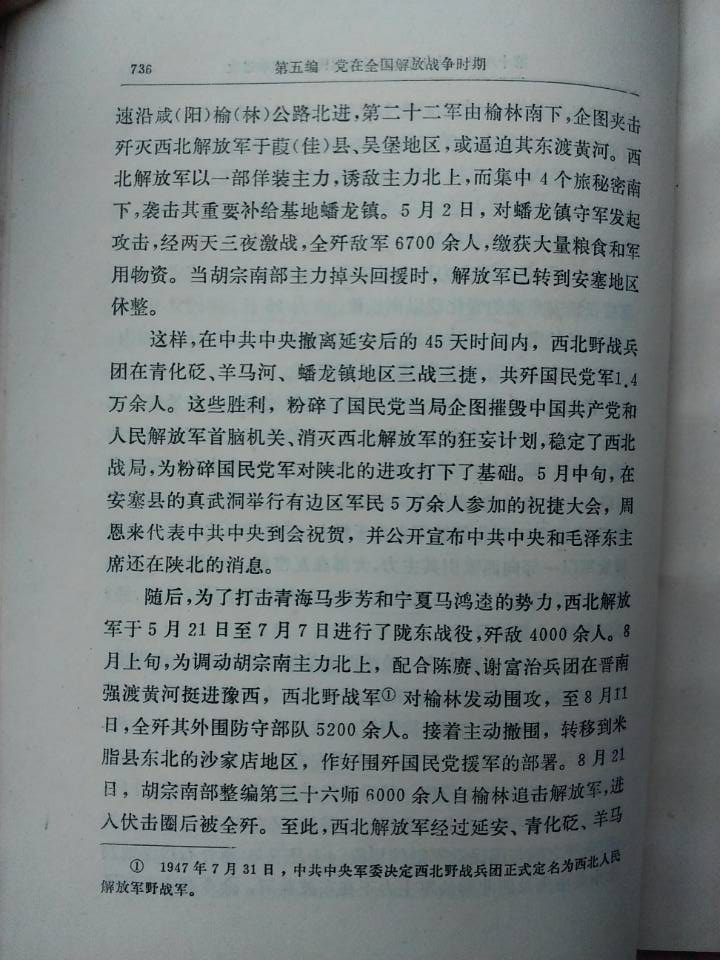 736 第五编 党在全国解放战争时期
速沿咸(阳)榆(林)公路北进,第二十二军由榆林南下,企图夹击
歼灭西北解放军于葭(佳)县、吴堡地区,或逼迫其东渡黄河。西
北解放军以一部佯装主力,诱敌主力北上,而集中 4 个旅秘密南
下,袭击其重要补给基地蟠龙镇。5 月 2 日,对蟠龙镇守军发起
攻击,经两天三夜激战,全歼敌军 6700 余人,缴获大量粮食和军
用物资。当胡宗南部主力掉头回援时,解放军已转到安塞地区
休整。
这样,在中共中央撤离延安后的 45 天时间内,西北野战兵
团在青化砭、羊马河、蟠龙镇地区三战三捷,共歼国民党军1.4
万余人。这些胜利,粉碎了国民党当局企图摧毁中国共产党和
人民解放军首脑机关、消灭西北解放军的狂妄计划,稳定了西北
战局,为粉碎国民党军对陕北的进攻打下了基础。5 月中旬,在
安塞县的真武洞举行有边区军民 5 万余人参加的祝捷大会,周
恩来代表中共中央到会祝贺,并公开宣布中共中央和毛泽东主
席还在陕北的消息。
随后,为了打击青海马步芳和宁夏马鸿逵的势力,西北解放
军于 5 月 21 日至 7 月 7 日进行了陇东战役,歼敌 4000 余人。8
月上旬,为调动胡宗南主力北上,配合陈赓、谢富治兵团在晋南
强渡黄河挺进豫西,西北野战军① 对榆林发动围攻,至 8 月11
日,全歼其外围防守部队 5200 余人。接着主动撤围,转移到米
脂县东北的沙家店地区,作好围歼国民党援军的部署。8 月 21
日,胡宗南部整编第三十六师 6000 余人自榆林追击解放军,进
入伏击圈后被全歼。至此,西北解放军经过延安、青化砭、羊马
① 1947 年 7 月 31 日,中共中央军委决定西北野战兵团正式定名为西北人民
解放军野战军。